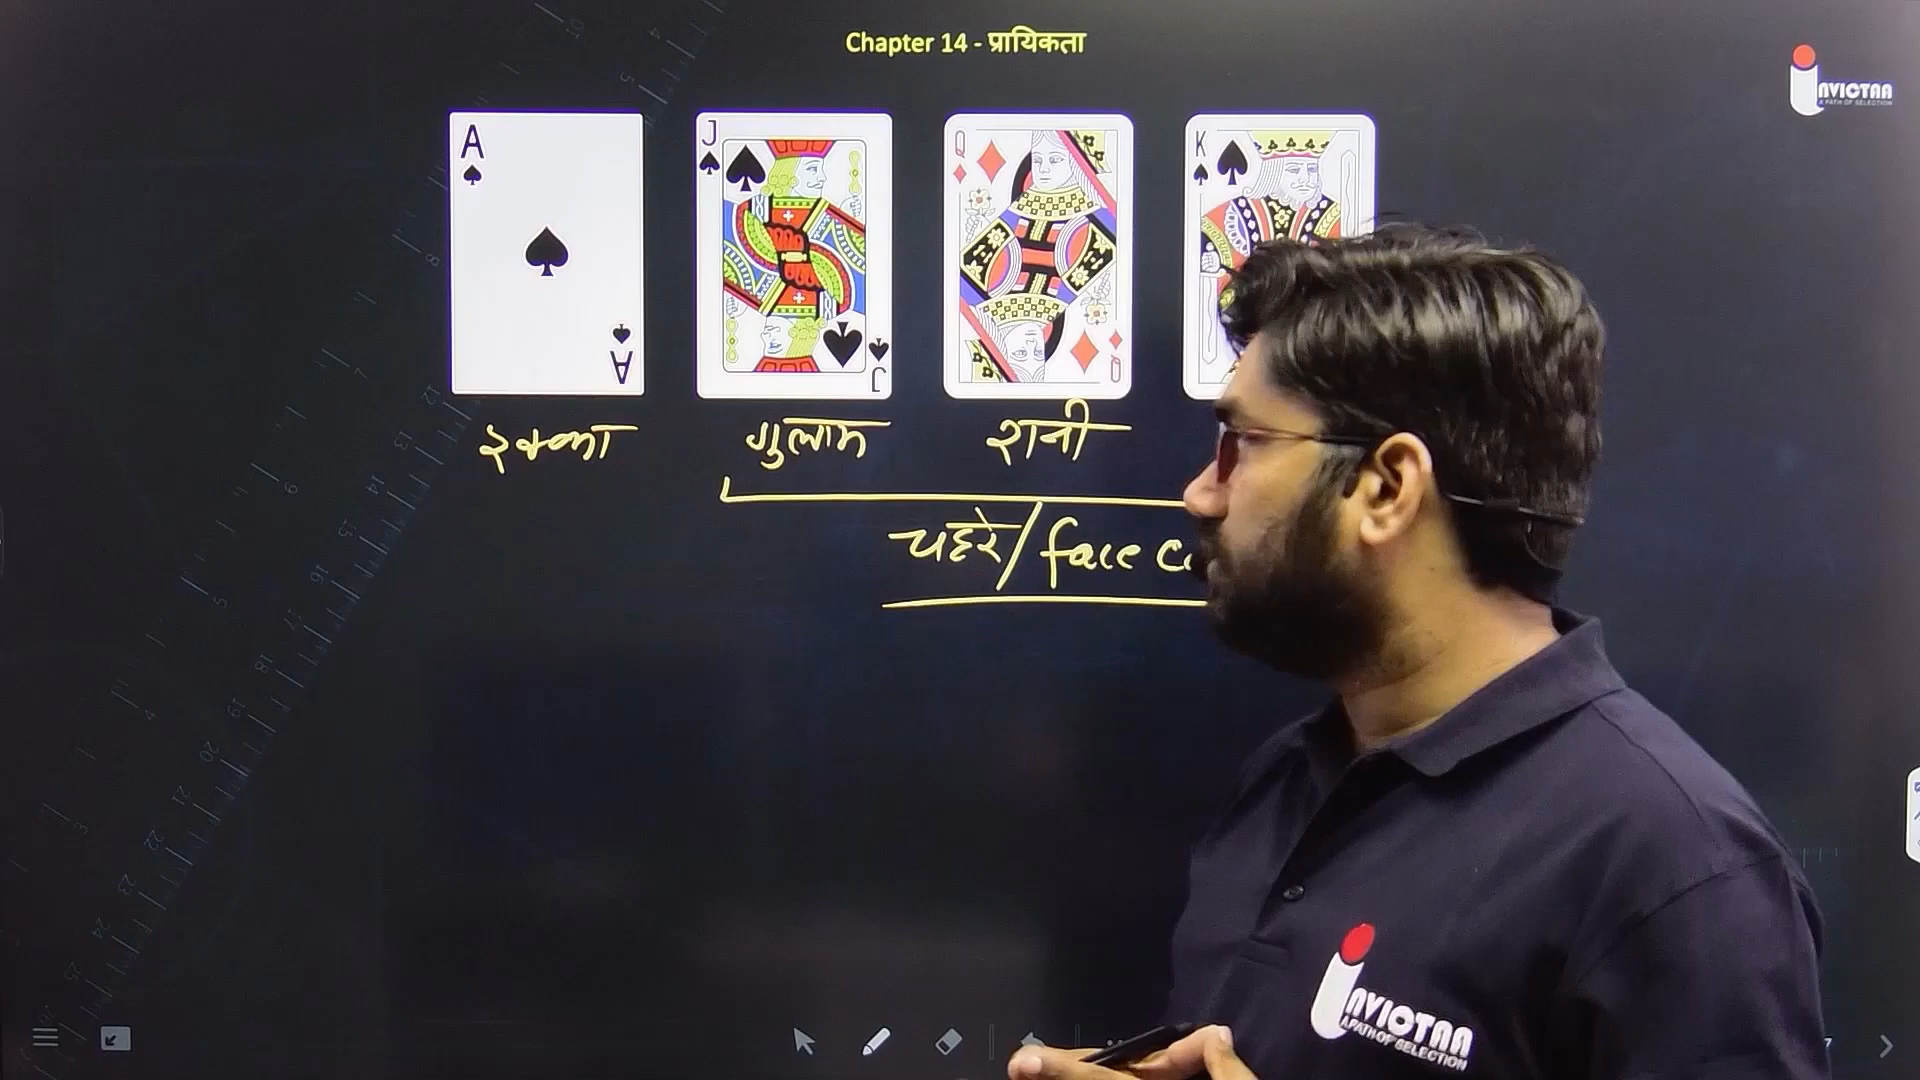 Chapter 14 - प्रायिकता
INVICTAA
A PATH OF SELECTION
A
J
Q
K
A
J
Q
इक्का गुलाम रानी
चहरे/face
INVICTAA
A PATH OF SELECTION